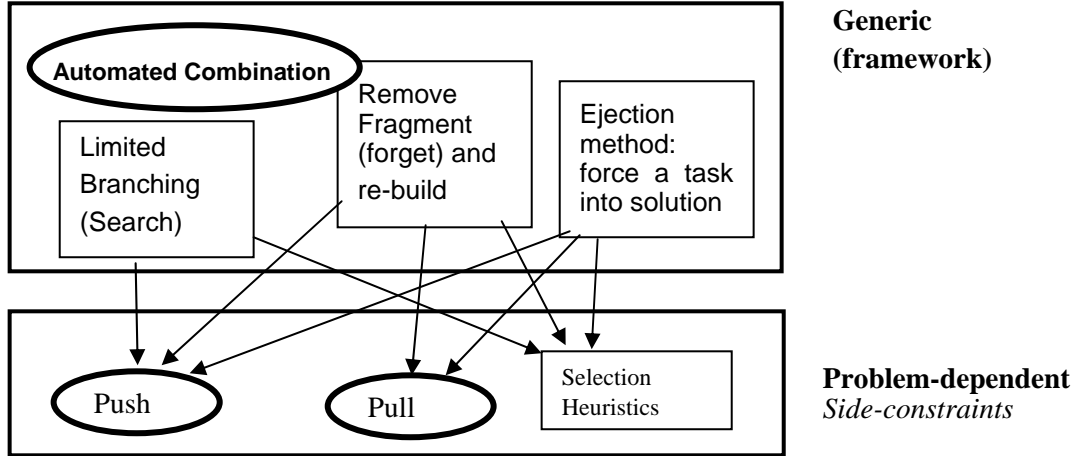 Generic
(framework)
Automated Combination
Limited
Branching
(Search)
Remove
Fragment
(forget) and
re-build
Ejection
method:
force a task
into solution
Push
Pull
Selection
Heuristics
Problem-dependent
Side-constraints